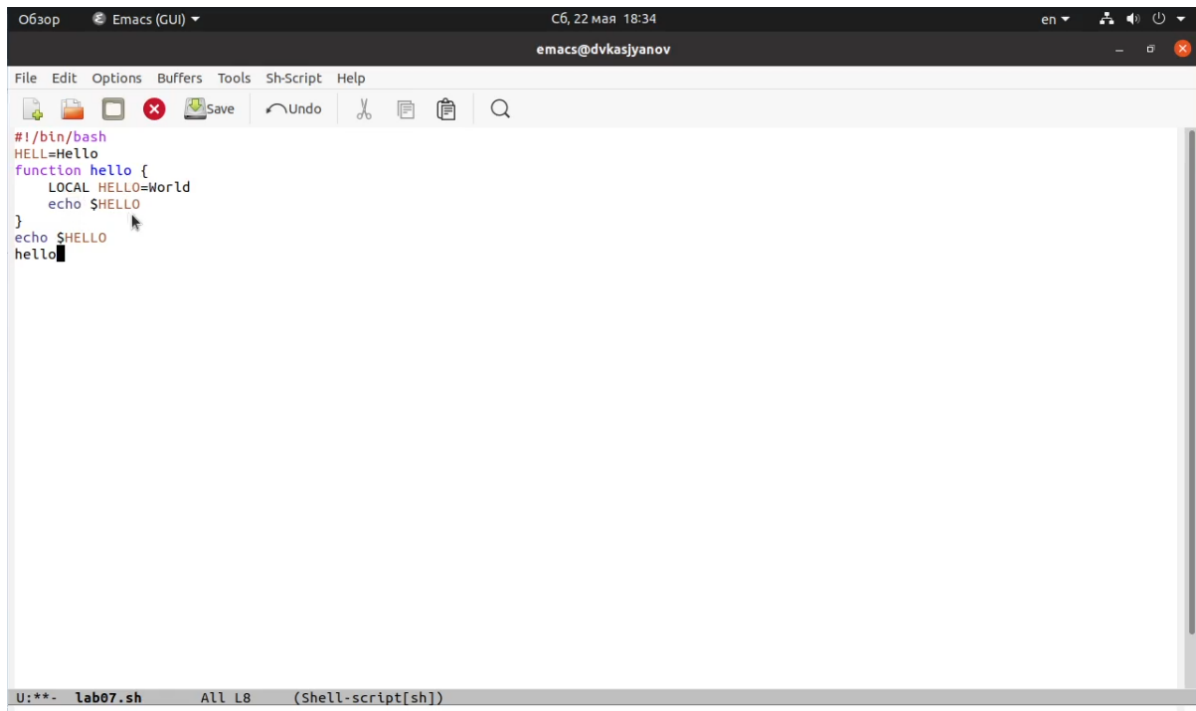 Обзор Emacs (GUI) Сб, 22 мая 18:34 en
emacs@dvkasjyanov
File Edit Options Buffers Tools Sh-Script Help
Save Undo
#!/bin/bash
HELL=Hello
function hello {
    LOCAL HELLO=World
    echo $HELLO
}
echo $HELLO
hello
U:**- lab07.sh All L8 (Shell-script[sh])